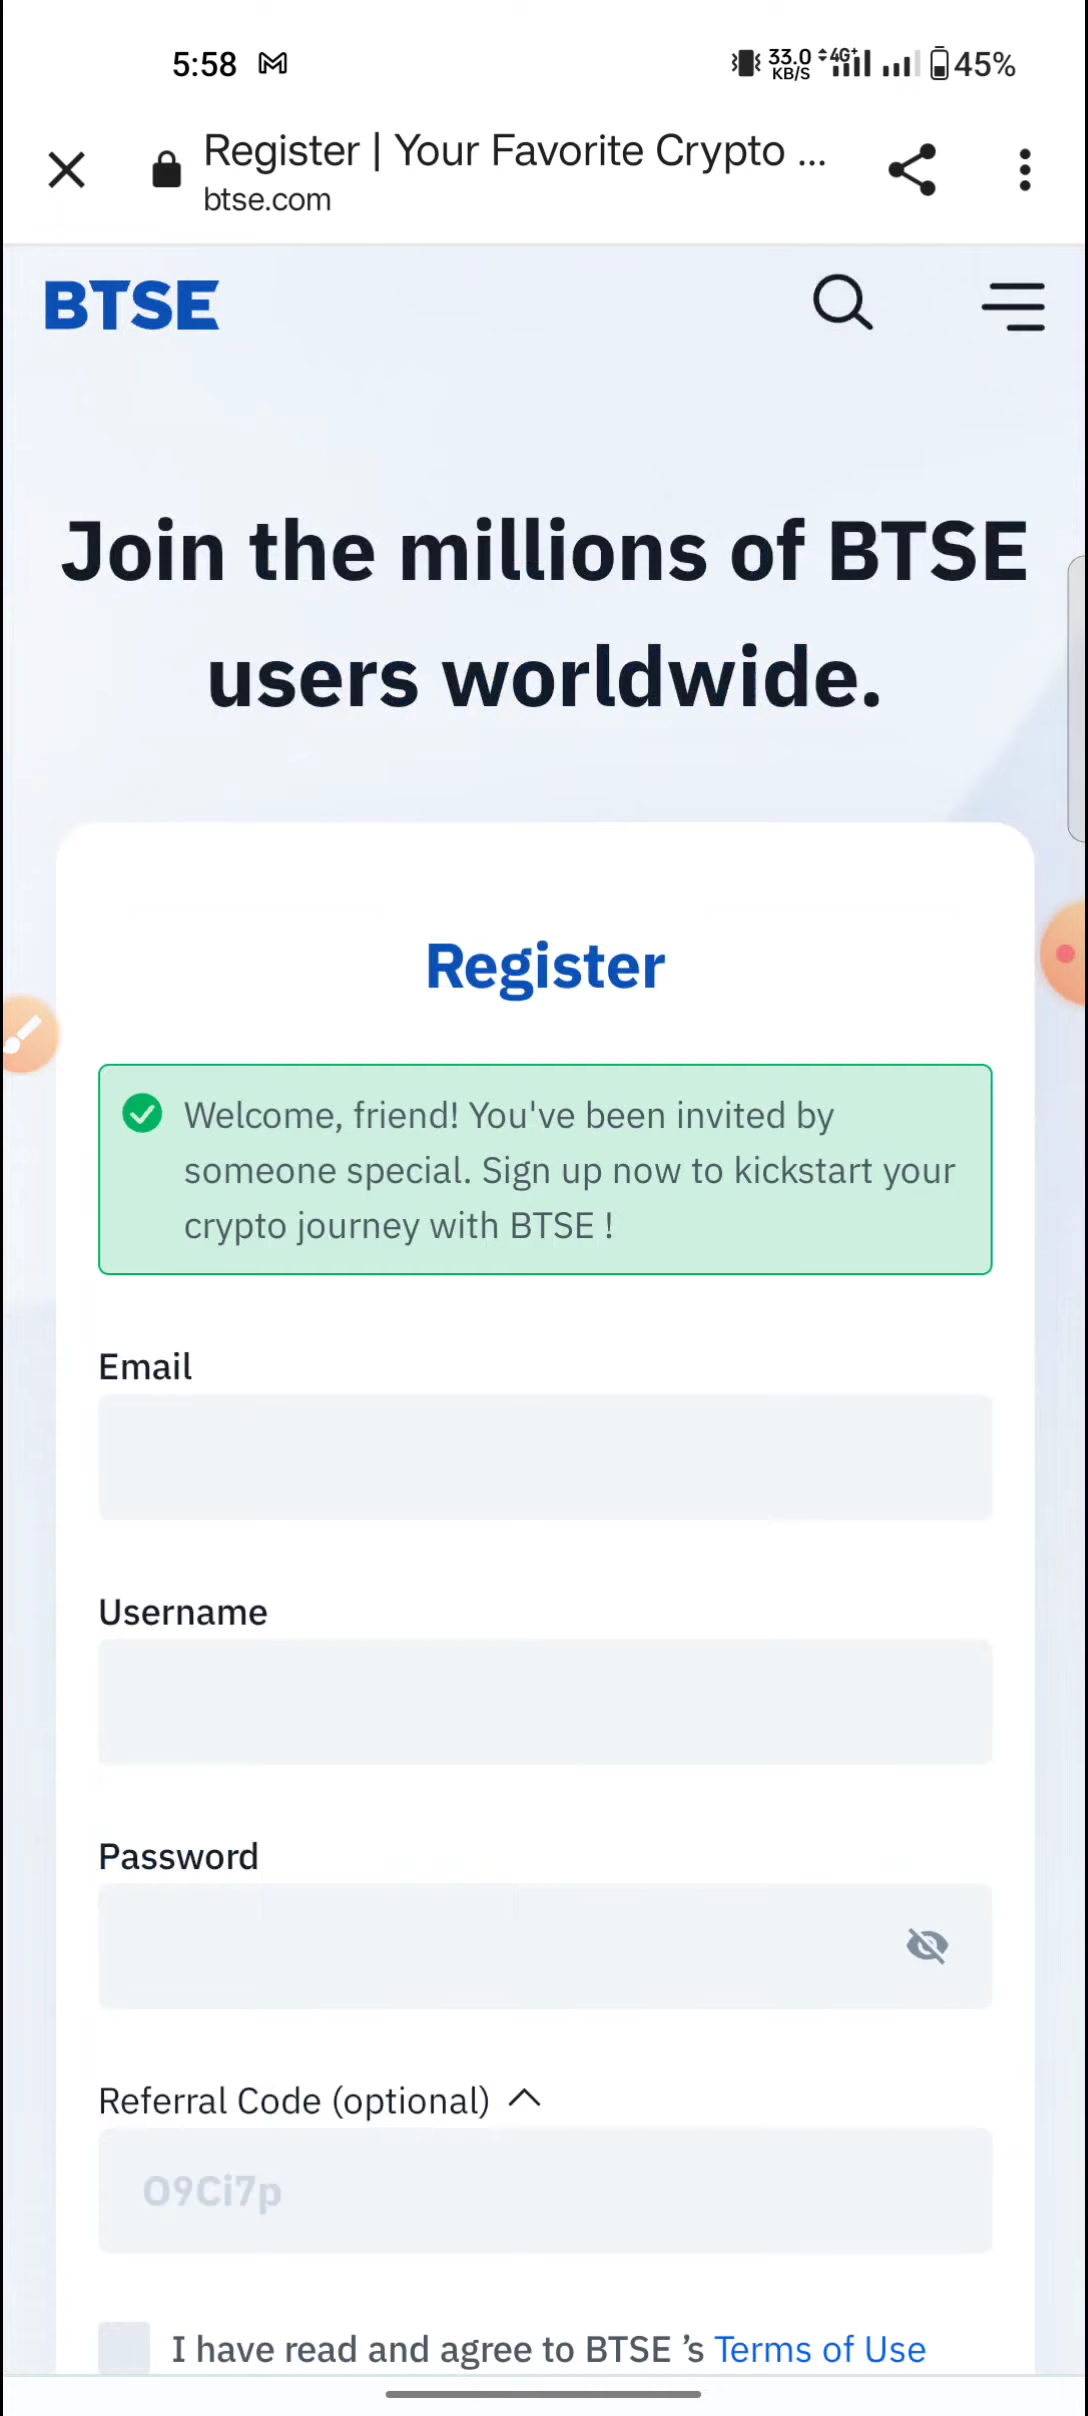 5:58
33.0
KB/S
4G+
45%
Register | Your Favorite Crypto ...
btse.com
BTSE
Join the millions of BTSE
users worldwide.
Register
Welcome, friend! You've been invited by
someone special. Sign up now to kickstart your
crypto journey with BTSE !
Email
Username
Password
Referral Code (optional)
O9Ci7p
I have read and agree to BTSE ’s Terms of Use